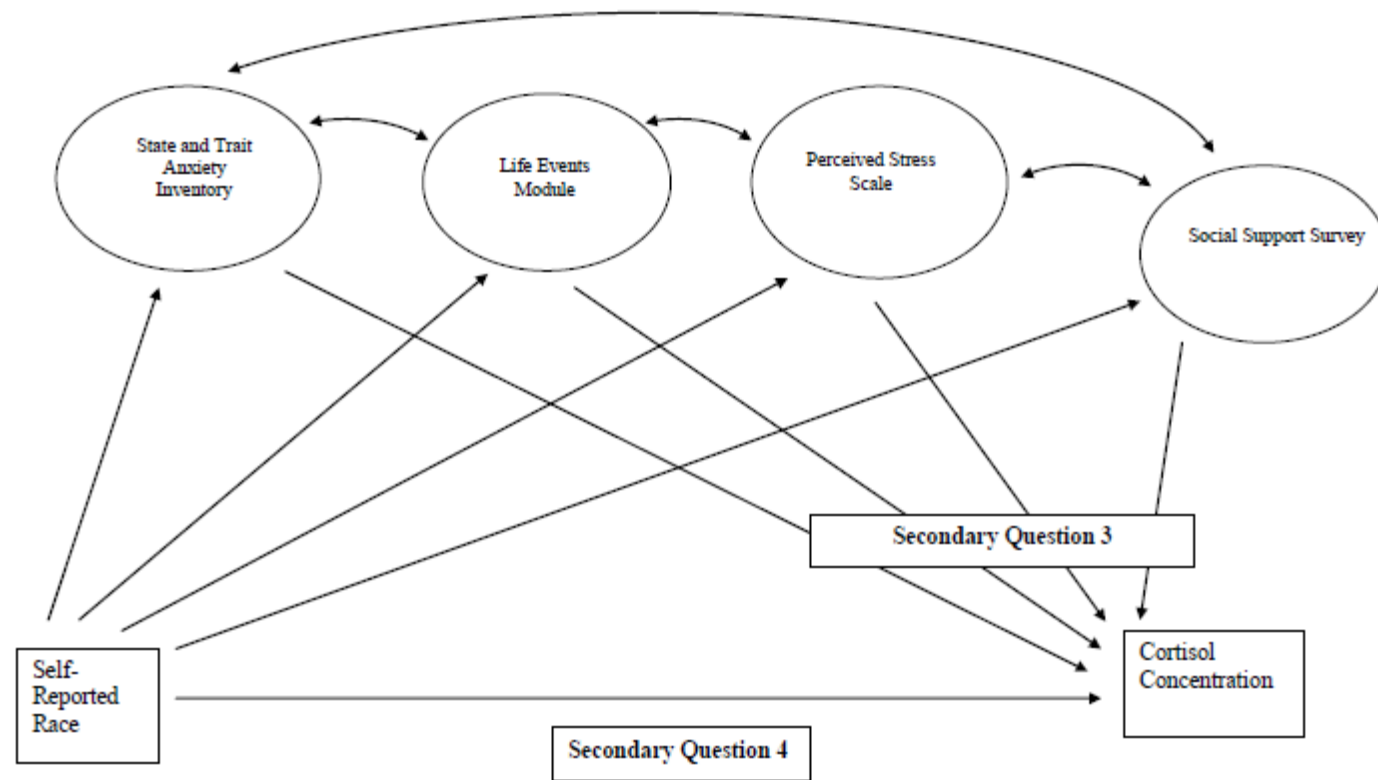 State and Trait
Anxiety
Inventory
Life Events
Module
Perceived Stress
Scale
Social Support Survey
Secondary Question 3
Self-
Reported
Race
Cortisol
Concentration
Secondary Question 4